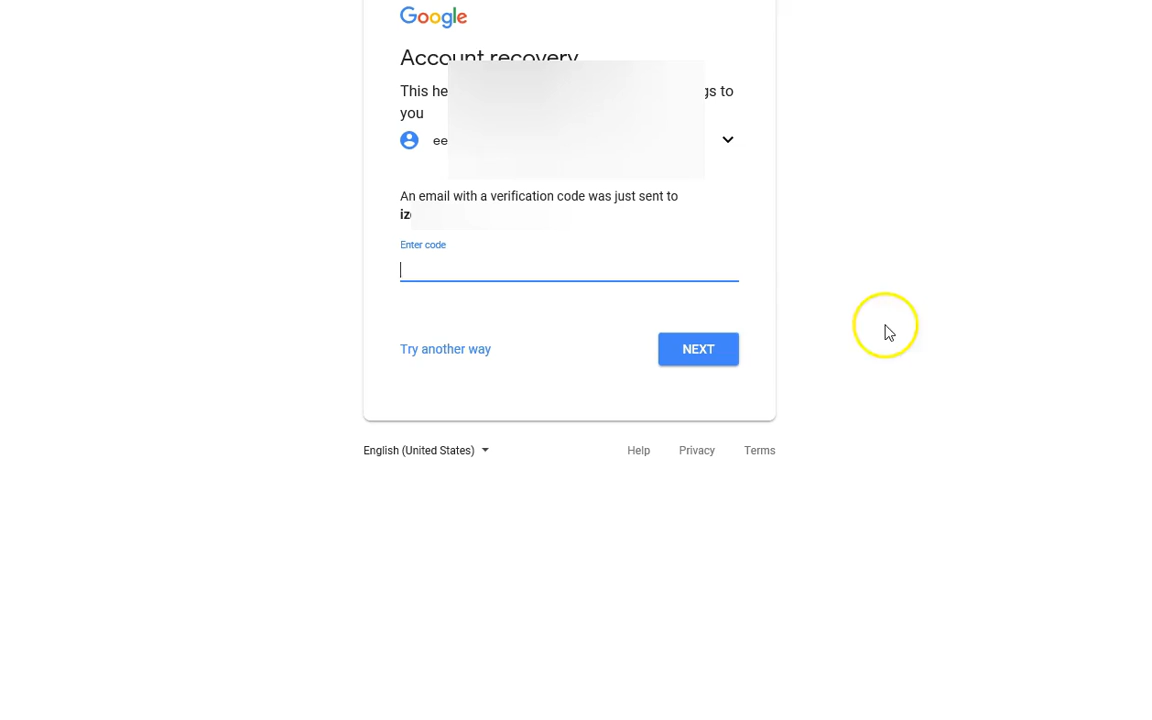 Google
Account recovery
This he gs to
you
ee
An email with a verification code was just sent to
iz
Enter code
Try another way NEXT
English (United States) Help Privacy Terms